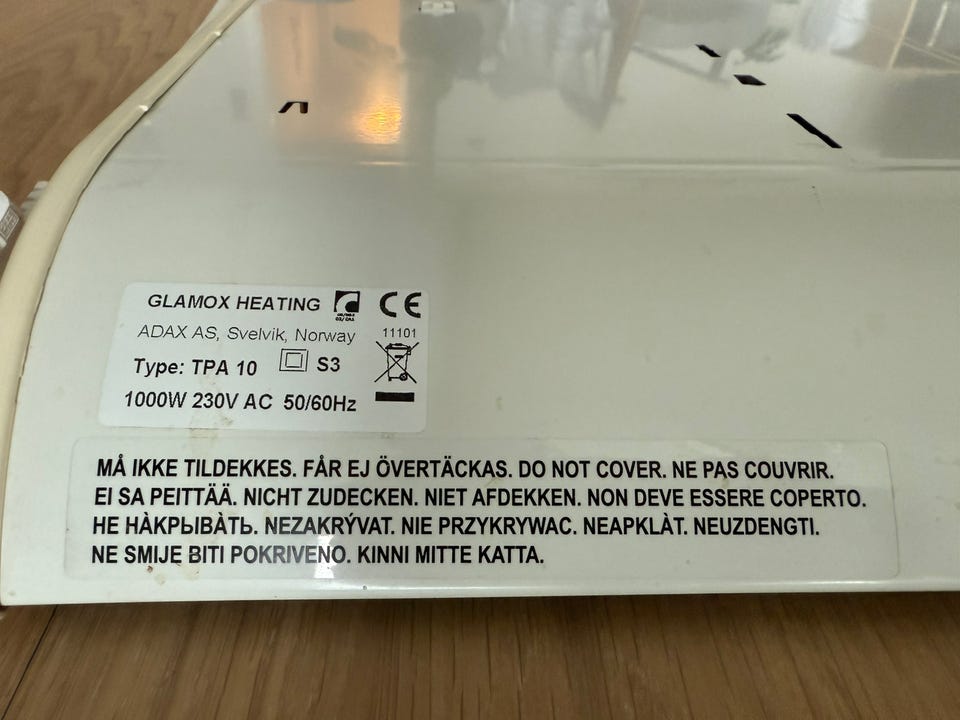 GLAMOX HEATING CE
ADAX AS, Svelvik, Norway 11101
Type: TPA 10 S3
1000W 230V AC 50/60Hz
MÅ IKKE TILDEKKES. FÅR EJ ÖVERTÄCKAS. DO NOT COVER. NE PAS COUVRIR.
EI SA PEITTÄÄ. NICHT ZUDECKEN. NIET AFDEKKEN. NON DEVE ESSERE COPERTO.
НЕ НÀКРЫВÀТЬ. NEZAKRÝVAT. NIE PRZYKRYWAC. NEAPKLÀT. NEUZDENGTI.
NE SMIJE BITI POKRIVENO. KINNI MITTE KATTA.